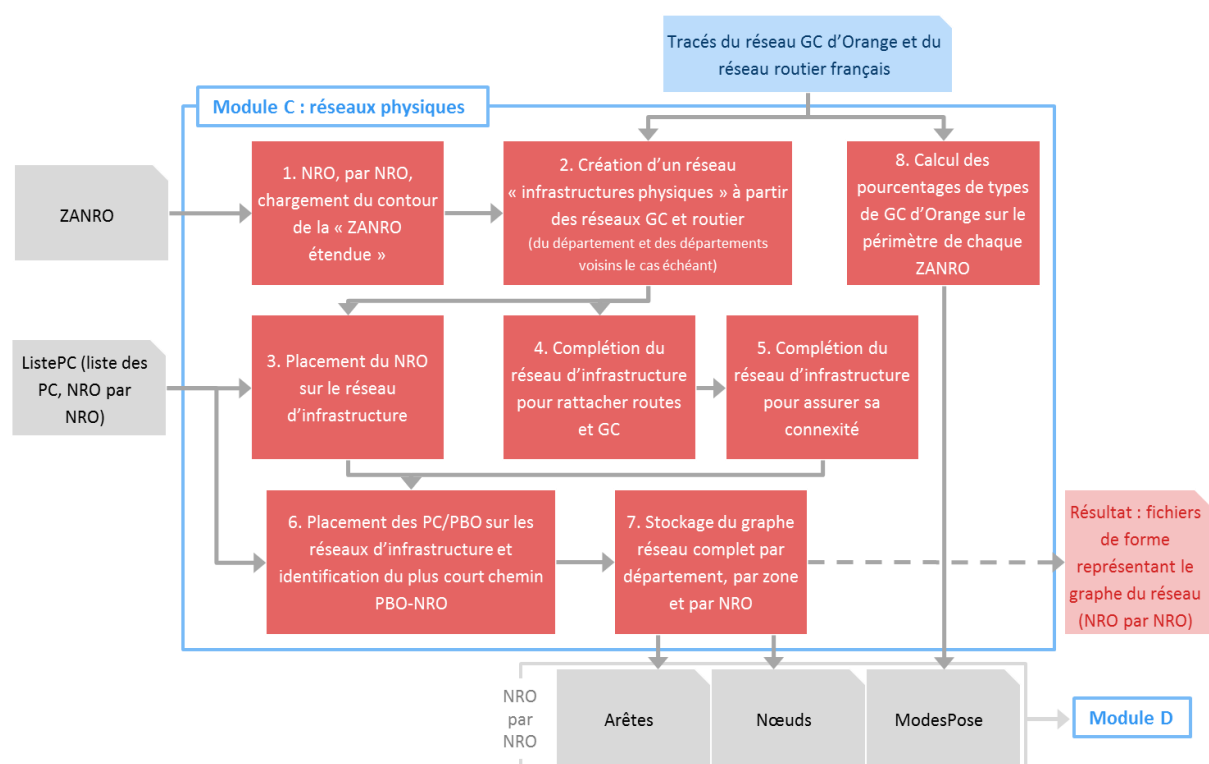 Tracés du réseau GC d’Orange et du
réseau routier français
Module C : réseaux physiques
ZANRO
1. NRO, par NRO,
chargement du contour
de la « ZANRO
étendue »
2. Création d’un réseau
« infrastructures physiques » à partir
des réseaux GC et routier
(du département et des départements
voisins le cas échéant)
8. Calcul des
pourcentages de types
de GC d’Orange sur le
périmètre de chaque
ZANRO
ListePC (liste des
PC, NRO par
NRO)
3. Placement du NRO
sur le réseau
d’infrastructure
4. Complétion du
réseau d’infrastructure
pour rattacher routes
et GC
5. Complétion du
réseau d’infrastructure
pour assurer sa
connexité
6. Placement des PC/PBO sur les
réseaux d’infrastructure et
identification du plus court chemin
PBO-NRO
7. Stockage du graphe
réseau complet par
département, par zone
et par NRO
Résultat : fichiers
de forme
représentant le
graphe du réseau
(NRO par NRO)
NRO
par
NRO
Arêtes
Nœuds
ModesPose
Module D